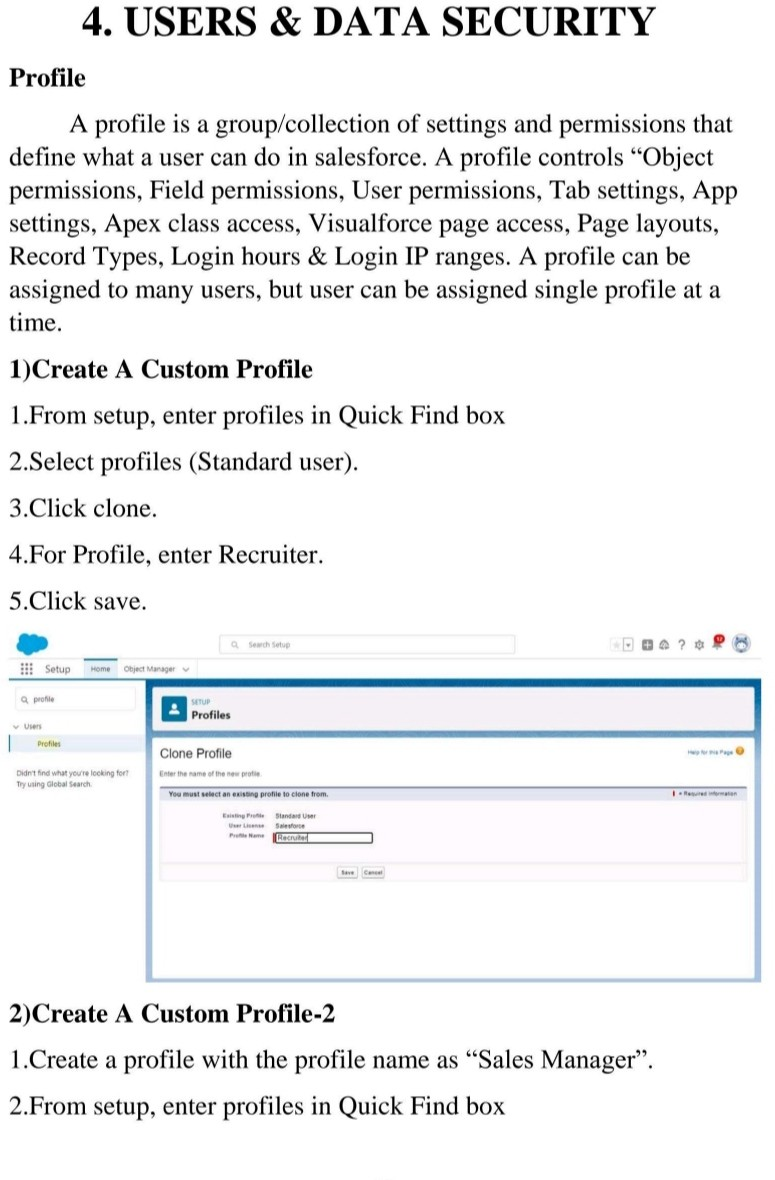 4. USERS & DATA SECURITY
Profile
A profile is a group/collection of settings and permissions that
define what a user can do in salesforce. A profile controls “Object
permissions, Field permissions, User permissions, Tab settings, App
settings, Apex class access, Visualforce page access, Page layouts,
Record Types, Login hours & Login IP ranges. A profile can be
assigned to many users, but user can be assigned single profile at a
time.
1)Create A Custom Profile
1.From setup, enter profiles in Quick Find box
2.Select profiles (Standard user).
3.Click clone.
4.For Profile, enter Recruiter.
5.Click save.
Search Setup
Setup Home Object Manager
profile
SETUP
Profiles
Users
Profiles
Clone Profile
Help for this Page
Didn't find what you're looking for?
Try using Global Search.
Enter the name of the new profile.
You must select an existing profile to clone from.
= Required Information
Existing Profile Standard User
User License Salesforce
Profile Name Recruiter
Save Cancel
2)Create A Custom Profile-2
1.Create a profile with the profile name as “Sales Manager”.
2.From setup, enter profiles in Quick Find box